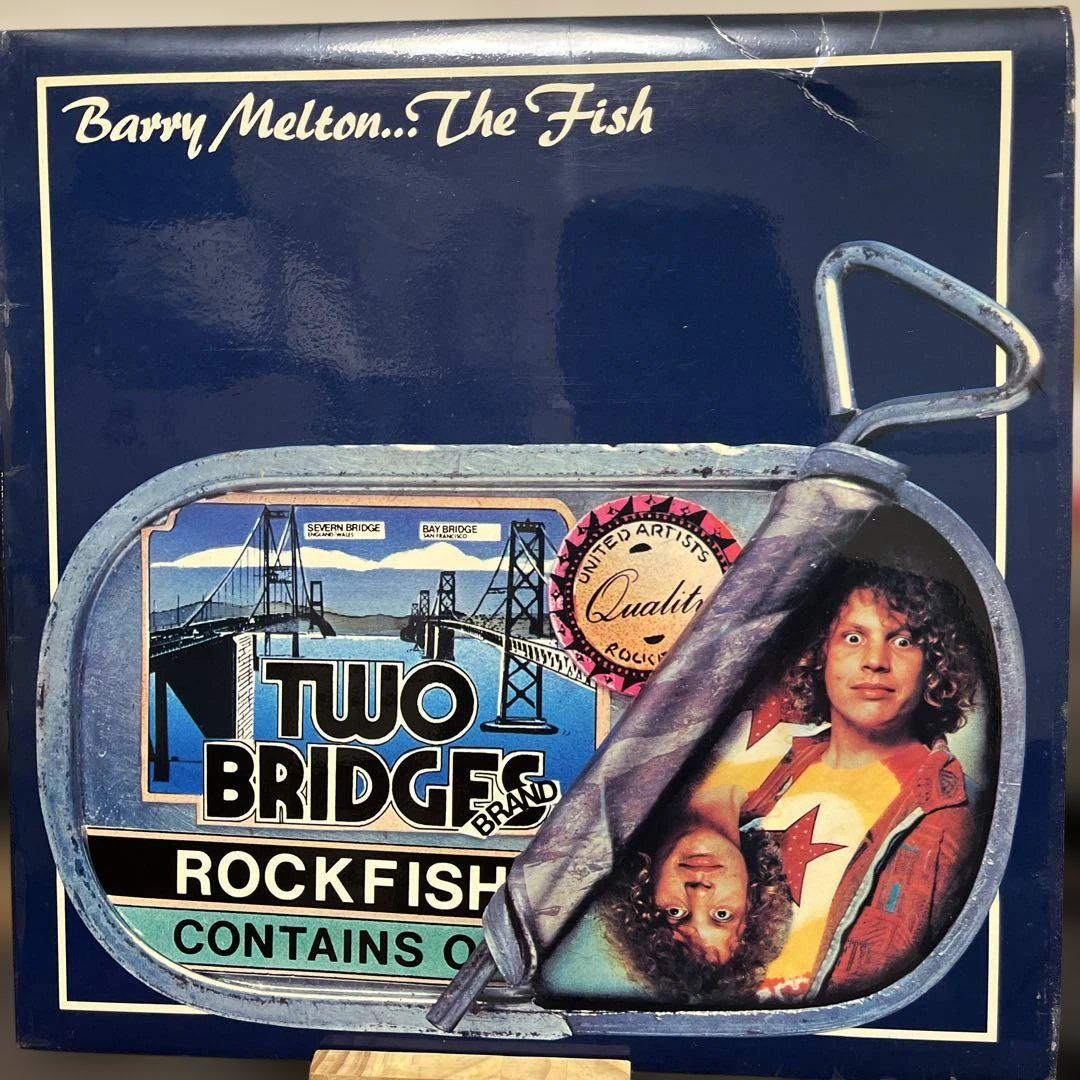 Barry Melton...The Fish
SEVERN BRIDGE
ENGLAND-WALES
BAY BRIDGE
SAN FRANCISCO
UNITED ARTISTS
Quality
TWO
BRIDGES
BRAND
ROCKFISH
CONTAINS O